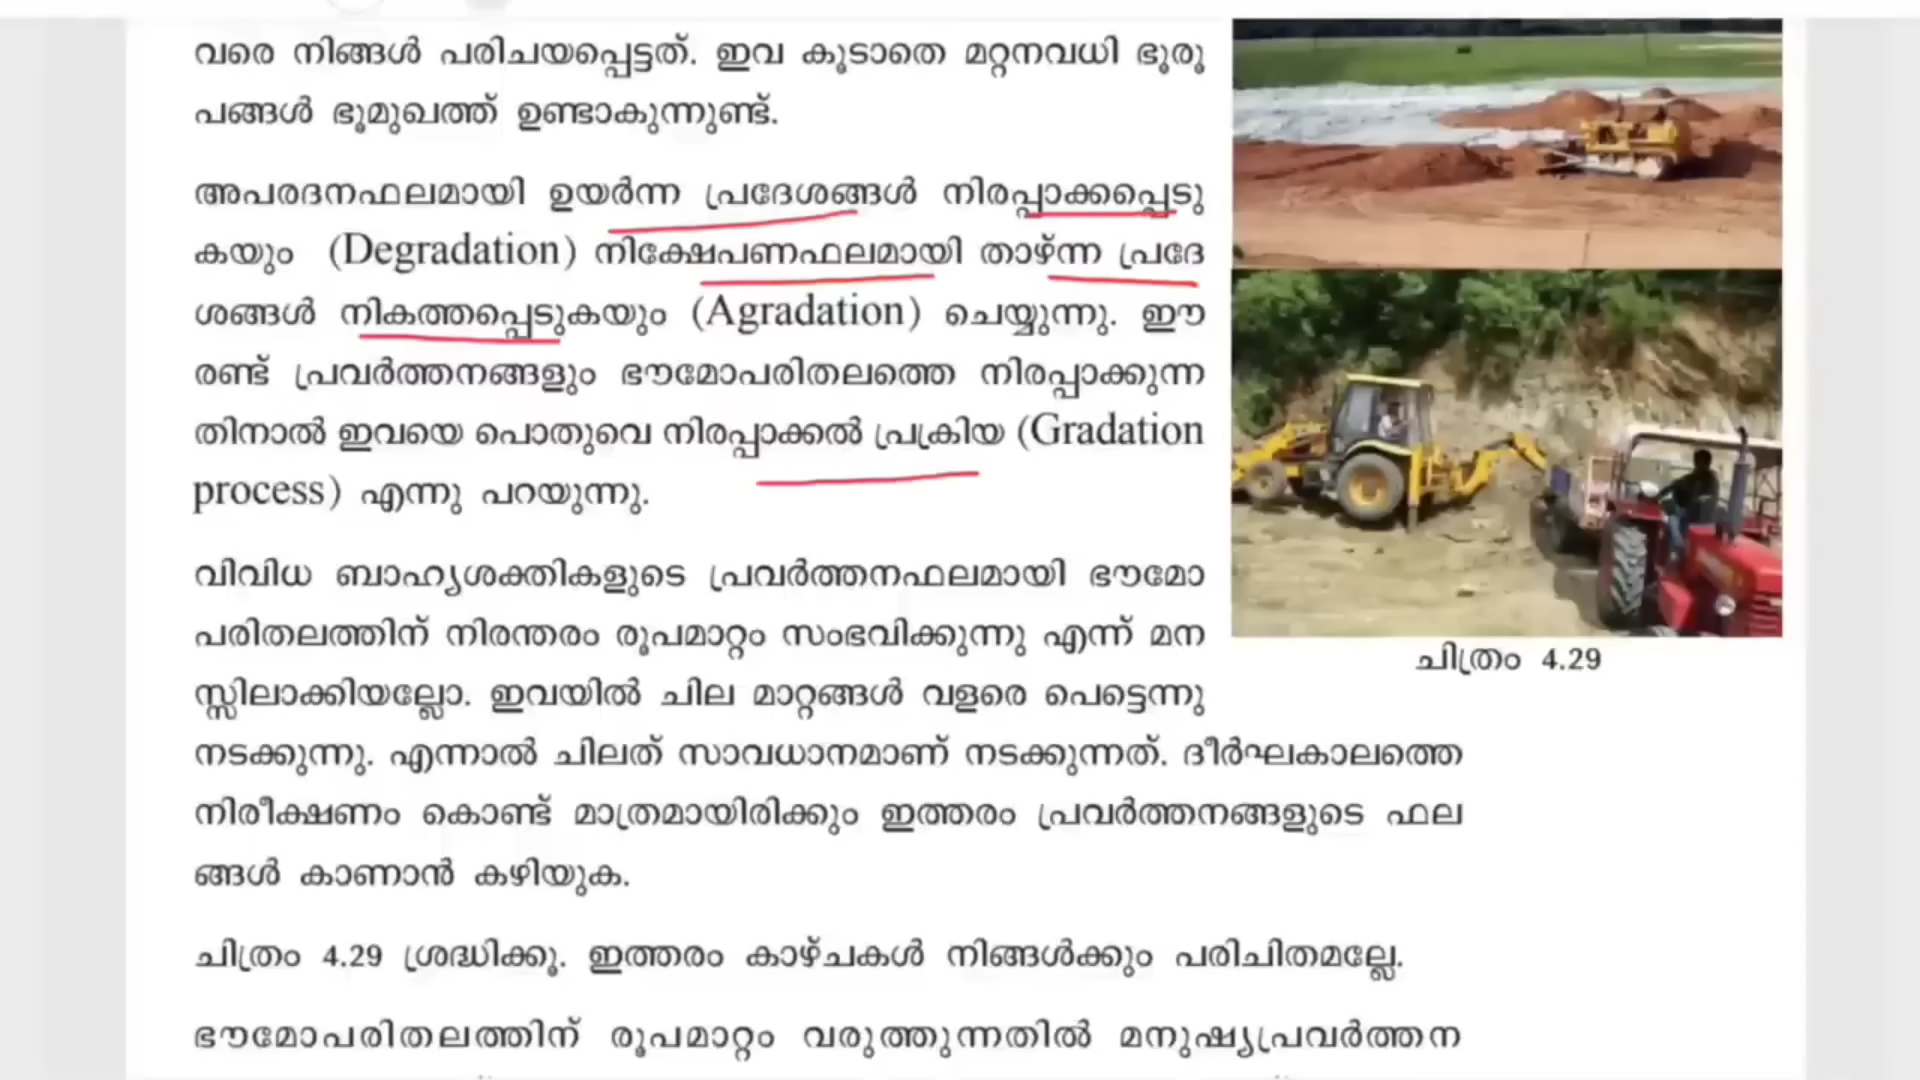 വരെ നിങ്ങൾ പരിചയപ്പെട്ടത്. ഇവ കൂടാതെ മറ്റനവധി ഭൂരൂ
പങ്ങൾ ഭൂമുഖത്ത് ഉണ്ടാകുന്നുണ്ട്.
അപരദനഫലമായി ഉയർന്ന പ്രദേശങ്ങൾ നിരപ്പാക്കപ്പെടു
കയും (Degradation) നിക്ഷേപണഫലമായി താഴ്ന്ന പ്രദേ
ശങ്ങൾ നികത്തപ്പെടുകയും (Agradation) ചെയ്യുന്നു. ഈ
രണ്ട് പ്രവർത്തനങ്ങളും ഭൗമോപരിതലത്തെ നിരപ്പാക്കുന്ന
തിനാൽ ഇവയെ പൊതുവെ നിരപ്പാക്കൽ പ്രക്രിയ (Gradation
process) എന്നു പറയുന്നു.
വിവിധ ബാഹ്യശക്തികളുടെ പ്രവർത്തനഫലമായി ഭൗമോ
പരിതലത്തിന് നിരന്തരം രൂപമാറ്റം സംഭവിക്കുന്നു എന്ന് മന
സ്സിലാക്കിയല്ലോ. ഇവയിൽ ചില മാറ്റങ്ങൾ വളരെ പെട്ടെന്നു
നടക്കുന്നു. എന്നാൽ ചിലത് സാവധാനമാണ് നടക്കുന്നത്. ദീർഘകാലത്തെ
നിരീക്ഷണം കൊണ്ട് മാത്രമായിരിക്കും ഇത്തരം പ്രവർത്തനങ്ങളുടെ ഫല
ങ്ങൾ കാണാൻ കഴിയുക.
ചിത്രം 4.29 ശ്രദ്ധിക്കൂ. ഇത്തരം കാഴ്ചകൾ നിങ്ങൾക്കും പരിചിതമല്ലേ.
ഭൗമോപരിതലത്തിന് രൂപമാറ്റം വരുത്തുന്നതിൽ മനുഷ്യപ്രവർത്തന
ചിത്രം 4.29